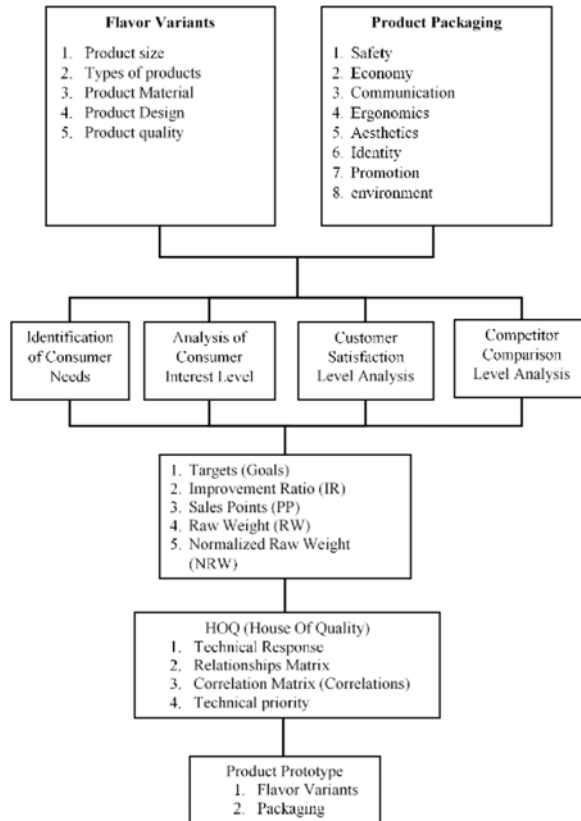 Flavor Variants
1. Product size
2. Types of products
3. Product Material
4. Product Design
5. Product quality
Product Packaging
1. Safety
2. Economy
3. Communication
4. Ergonomics
5. Aesthetics
6. Identity
7. Promotion
8. environment
Identification
of Consumer
Needs
Analysis of
Consumer
Interest Level
Customer
Satisfaction
Level Analysis
Competitor
Comparison
Level Analysis
1. Targets (Goals)
2. Improvement Ratio (IR)
3. Sales Points (PP)
4. Raw Weight (RW)
5. Normalized Raw Weight
(NRW)
HOQ (House Of Quality)
1. Technical Response
2. Relationships Matrix
3. Correlation Matrix (Correlations)
4. Technical priority
Product Prototype
1. Flavor Variants
2. Packaging